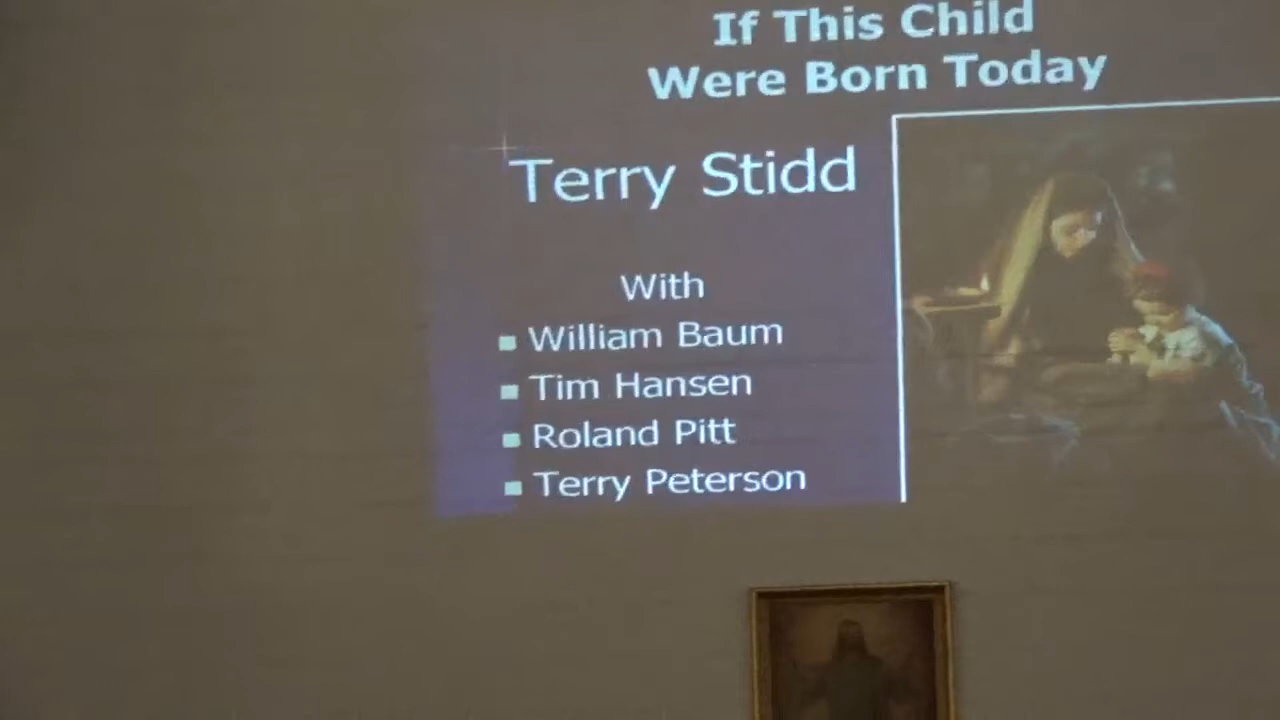 If This Child
Were Born Today
Terry Stidd
With
William Baum
Tim Hansen
Roland Pitt
Terry Peterson